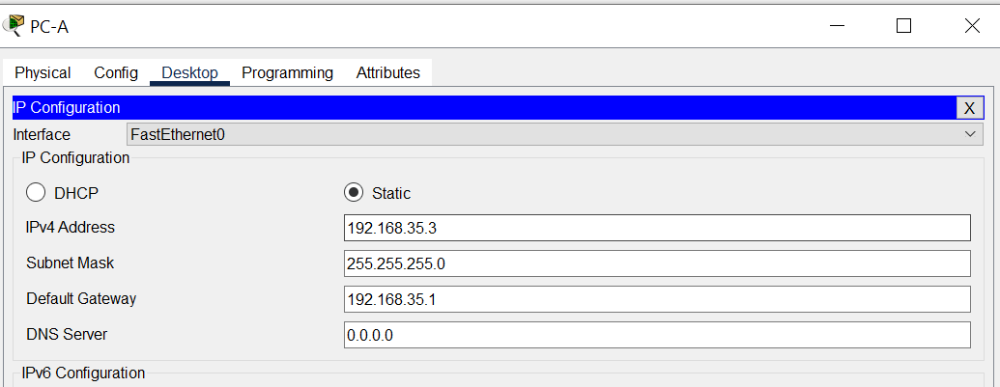 PC-A
Physical Config Desktop Programming Attributes
IP Configuration X
Interface FastEthernet0
IP Configuration
DHCP Static
IPv4 Address 192.168.35.3
Subnet Mask 255.255.255.0
Default Gateway 192.168.35.1
DNS Server 0.0.0.0
IPv6 Configuration